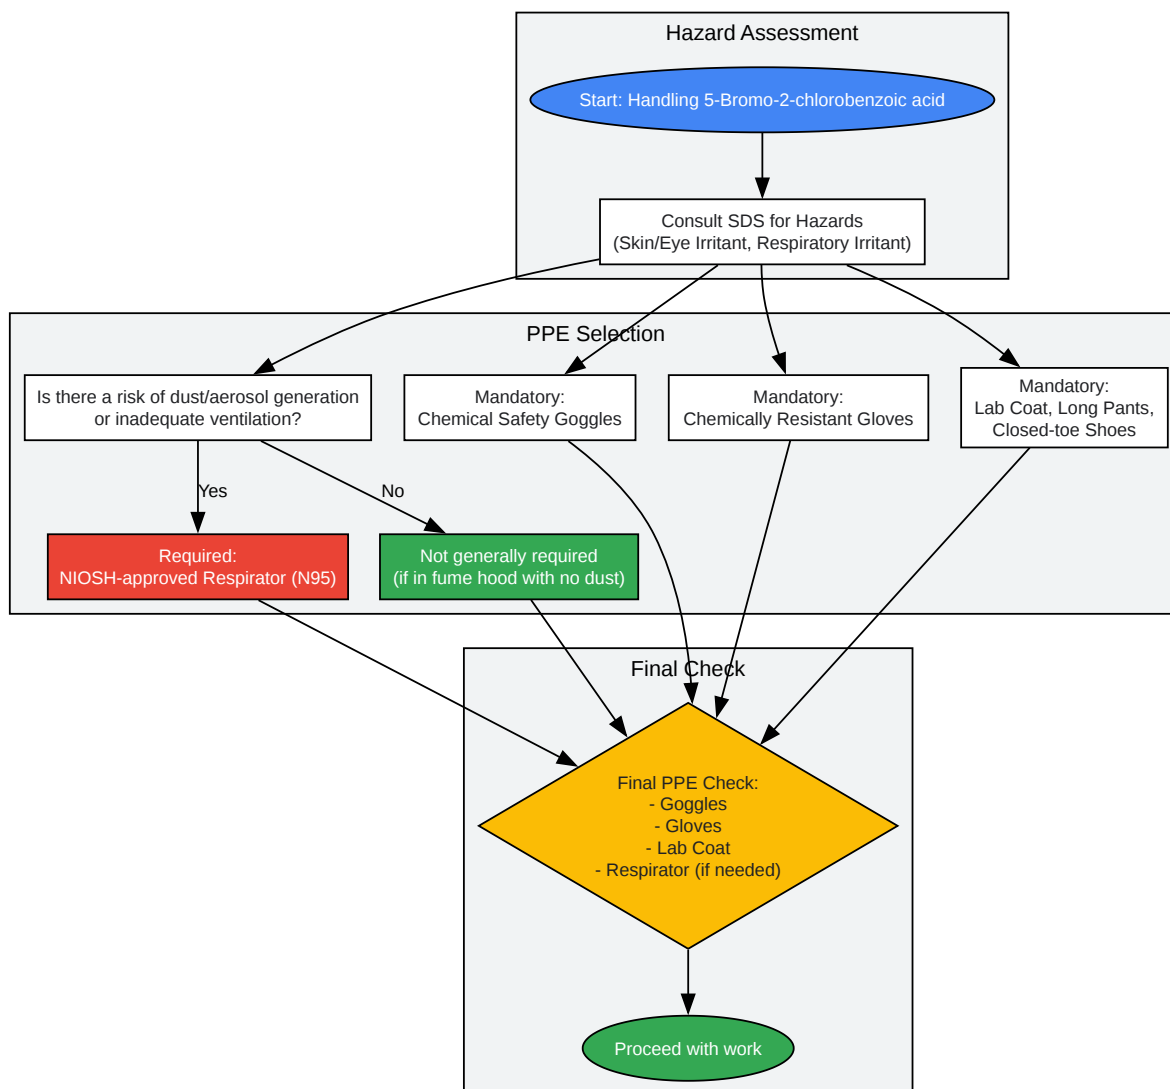 Hazard Assessment
Start: Handling 5-Bromo-2-chlorobenzoic acid
Consult SDS for Hazards
(Skin/Eye Irritant, Respiratory Irritant)
PPE Selection
Is there a risk of dust/aerosol generation
or inadequate ventilation?
Mandatory:
Chemical Safety Goggles
Mandatory:
Chemically Resistant Gloves
Mandatory:
Lab Coat, Long Pants,
Closed-toe Shoes
Yes
No
Required:
NIOSH-approved Respirator (N95)
Not generally required
(if in fume hood with no dust)
Final Check
Final PPE Check:
- Goggles
- Gloves
- Lab Coat
- Respirator (if needed)
Proceed with work